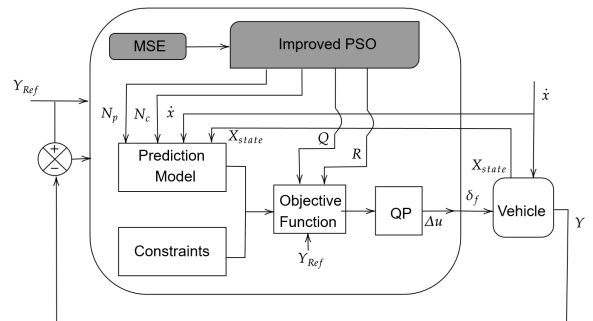 MSE
Improved PSO
Y_Ref
N_p
N_c
ẋ
ẋ
Q
X_state
R
X_state
Prediction
Model
Objective
Function
QP
δ_f
Δu
Vehicle
Y
Constraints
Y_Ref